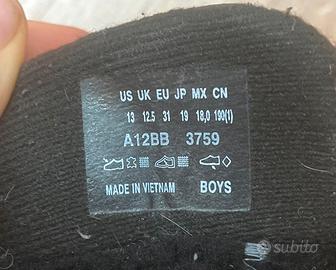 US UK EU JP MX CN
13 12.5 31 19 18,0 190(1)
A12BB 3759
MADE IN VIETNAM BOYS
subito